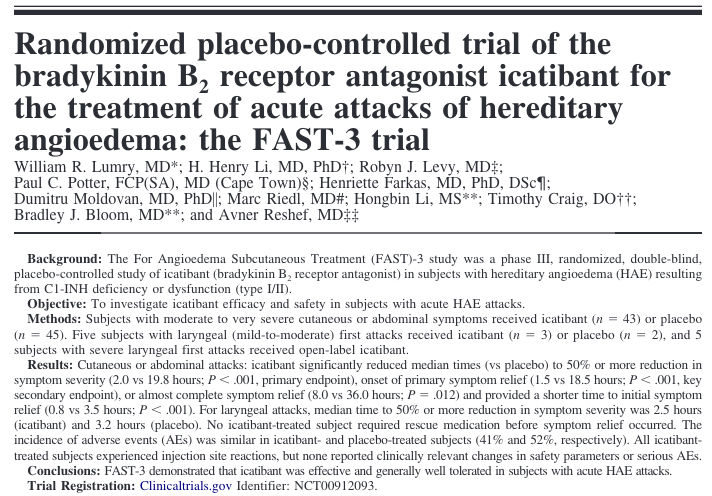 Randomized placebo-controlled trial of the
bradykinin B₂ receptor antagonist icatibant for
the treatment of acute attacks of hereditary
angioedema: the FAST-3 trial
William R. Lumry, MD*; H. Henry Li, MD, PhD†; Robyn J. Levy, MD‡;
Paul C. Potter, FCP(SA), MD (Cape Town)§; Henriette Farkas, MD, PhD, DSc¶;
Dumitru Moldovan, MD, PhD‖; Marc Riedl, MD#; Hongbin Li, MS**; Timothy Craig, DO††;
Bradley J. Bloom, MD**; and Avner Reshef, MD‡‡
Background: The For Angioedema Subcutaneous Treatment (FAST)-3 study was a phase III, randomized, double-blind,
placebo-controlled study of icatibant (bradykinin B₂ receptor antagonist) in subjects with hereditary angioedema (HAE) resulting
from C1-INH deficiency or dysfunction (type I/II).
Objective: To investigate icatibant efficacy and safety in subjects with acute HAE attacks.
Methods: Subjects with moderate to very severe cutaneous or abdominal symptoms received icatibant (n = 43) or placebo
(n = 45). Five subjects with laryngeal (mild-to-moderate) first attacks received icatibant (n = 3) or placebo (n = 2), and 5
subjects with severe laryngeal first attacks received open-label icatibant.
Results: Cutaneous or abdominal attacks: icatibant significantly reduced median times (vs placebo) to 50% or more reduction in
symptom severity (2.0 vs 19.8 hours; P < .001, primary endpoint), onset of primary symptom relief (1.5 vs 18.5 hours; P < .001, key
secondary endpoint), or almost complete symptom relief (8.0 vs 36.0 hours; P = .012) and provided a shorter time to initial symptom
relief (0.8 vs 3.5 hours; P < .001). For laryngeal attacks, median time to 50% or more reduction in symptom severity was 2.5 hours
(icatibant) and 3.2 hours (placebo). No icatibant-treated subject required rescue medication before symptom relief occurred. The
incidence of adverse events (AEs) was similar in icatibant- and placebo-treated subjects (41% and 52%, respectively). All icatibant-
treated subjects experienced injection site reactions, but none reported clinically relevant changes in safety parameters or serious AEs.
Conclusions: FAST-3 demonstrated that icatibant was effective and generally well tolerated in subjects with acute HAE attacks.
Trial Registration: Clinicaltrials.gov Identifier: NCT00912093.